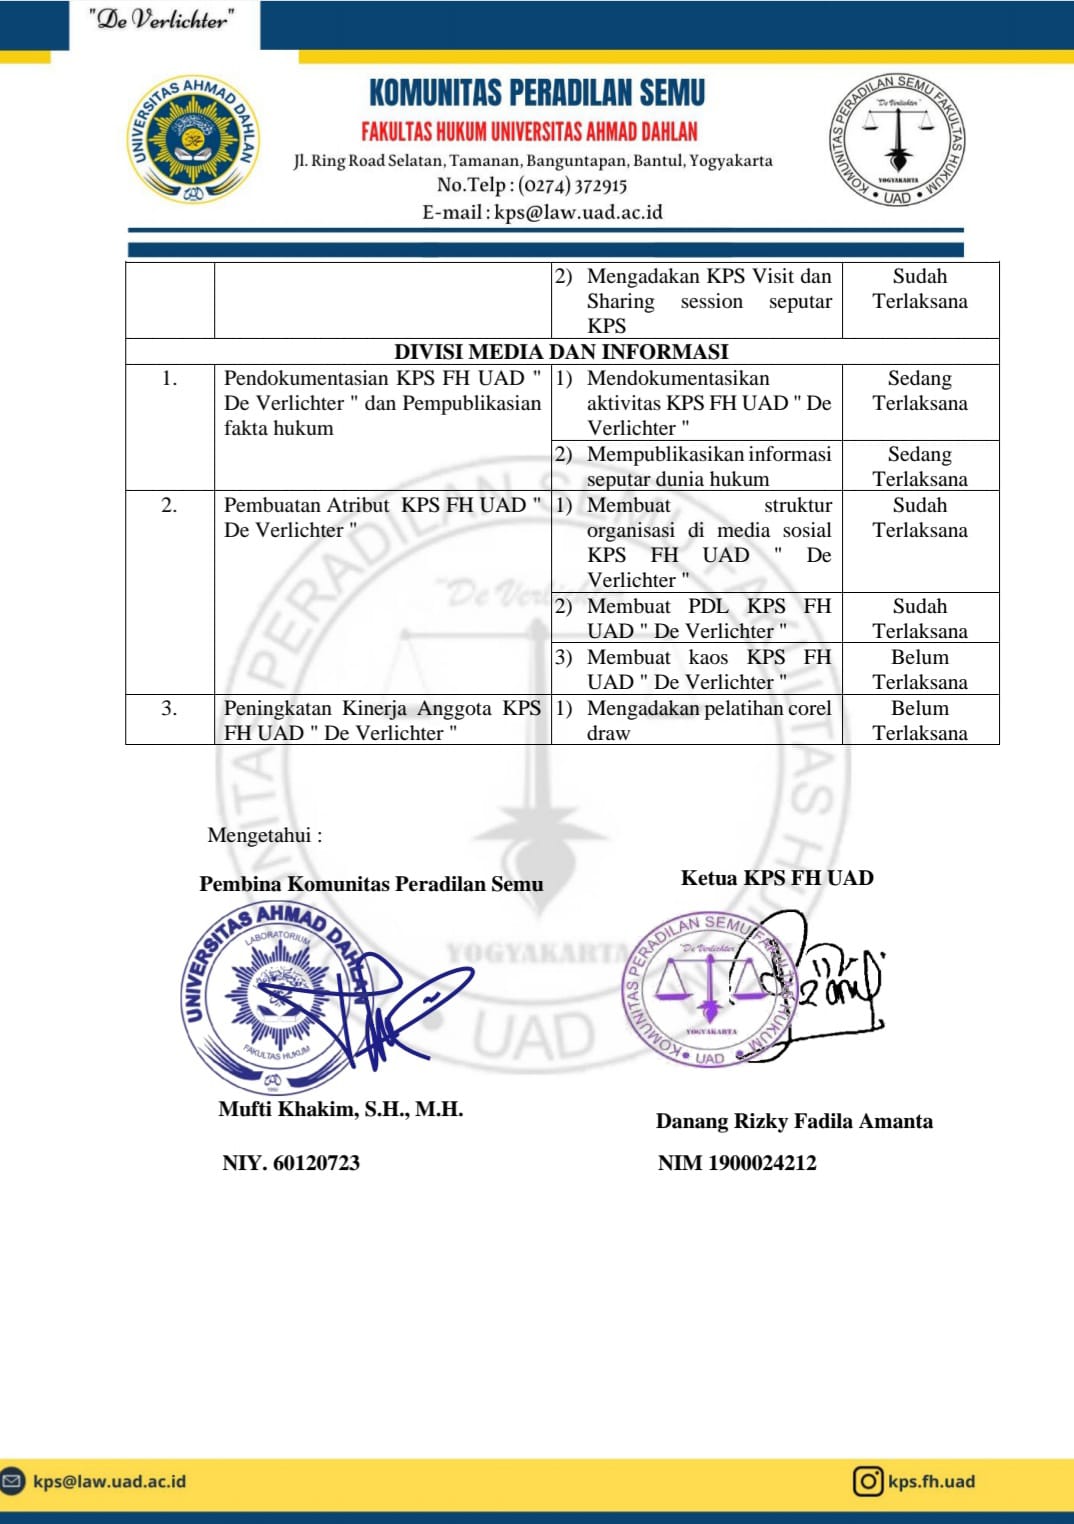 "De Verlichter"
UNIVERSITAS AHMAD DAHLAN
KOMUNITAS PERADILAN SEMU
FAKULTAS HUKUM UNIVERSITAS AHMAD DAHLAN
Jl. Ring Road Selatan, Tamanan, Banguntapan, Bantul, Yogyakarta
No.Telp : (0274) 372915
E-mail : kps@law.uad.ac.id
KOMUNITAS PERADILAN SEMU FAKULTAS HUKUM
"De Verlichter"
YOGYAKARTA
• UAD •
2) Mengadakan KPS Visit dan Sudah
Sharing session seputar Terlaksana
KPS
DIVISI MEDIA DAN INFORMASI
1. Pendokumentasian KPS FH UAD " 1) Mendokumentasikan Sedang
De Verlichter " dan Pempublikasian aktivitas KPS FH UAD " De Terlaksana
fakta hukum Verlichter "
2) Mempublikasikan informasi Sedang
seputar dunia hukum Terlaksana
2. Pembuatan Atribut KPS FH UAD " 1) Membuat struktur Sudah
De Verlichter " organisasi di media sosial Terlaksana
KPS FH UAD " De
Verlichter "
2) Membuat PDL KPS FH Sudah
UAD " De Verlichter " Terlaksana
3) Membuat kaos KPS FH Belum
UAD " De Verlichter " Terlaksana
3. Peningkatan Kinerja Anggota KPS 1) Mengadakan pelatihan corel Belum
FH UAD " De Verlichter " draw Terlaksana
Mengetahui :
Pembina Komunitas Peradilan Semu
Ketua KPS FH UAD
UNIVERSITAS AHMAD DAHLAN
LABORATORIUM
FAKULTAS HUKUM
KOMUNITAS PERADILAN SEMU FAKULTAS HUKUM
"De Verlichter"
YOGYAKARTA
• UAD •
Mufti Khakim, S.H., M.H.
Danang Rizky Fadila Amanta
NIY. 60120723
NIM 1900024212
KOMUNITAS PERADILAN SEMU FAKULTAS HUKUM
"De Verlichter"
YOGYAKARTA
• UAD •
kps@law.uad.ac.id
kps.fh.uad